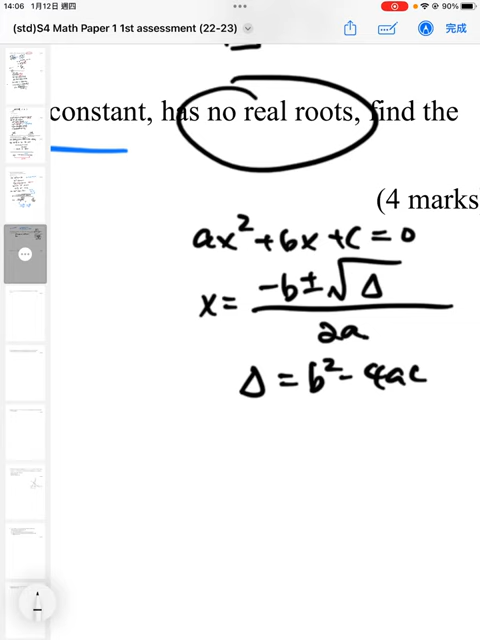 14:06 1月12日 週四 90%
(std)S4 Math Paper 1 1st assessment (22-23) 完成
constant, has no real roots, find the
(4 marks
ax² + bx + c = 0
x = -b ± √Δ / 2a
Δ = b² - 4ac